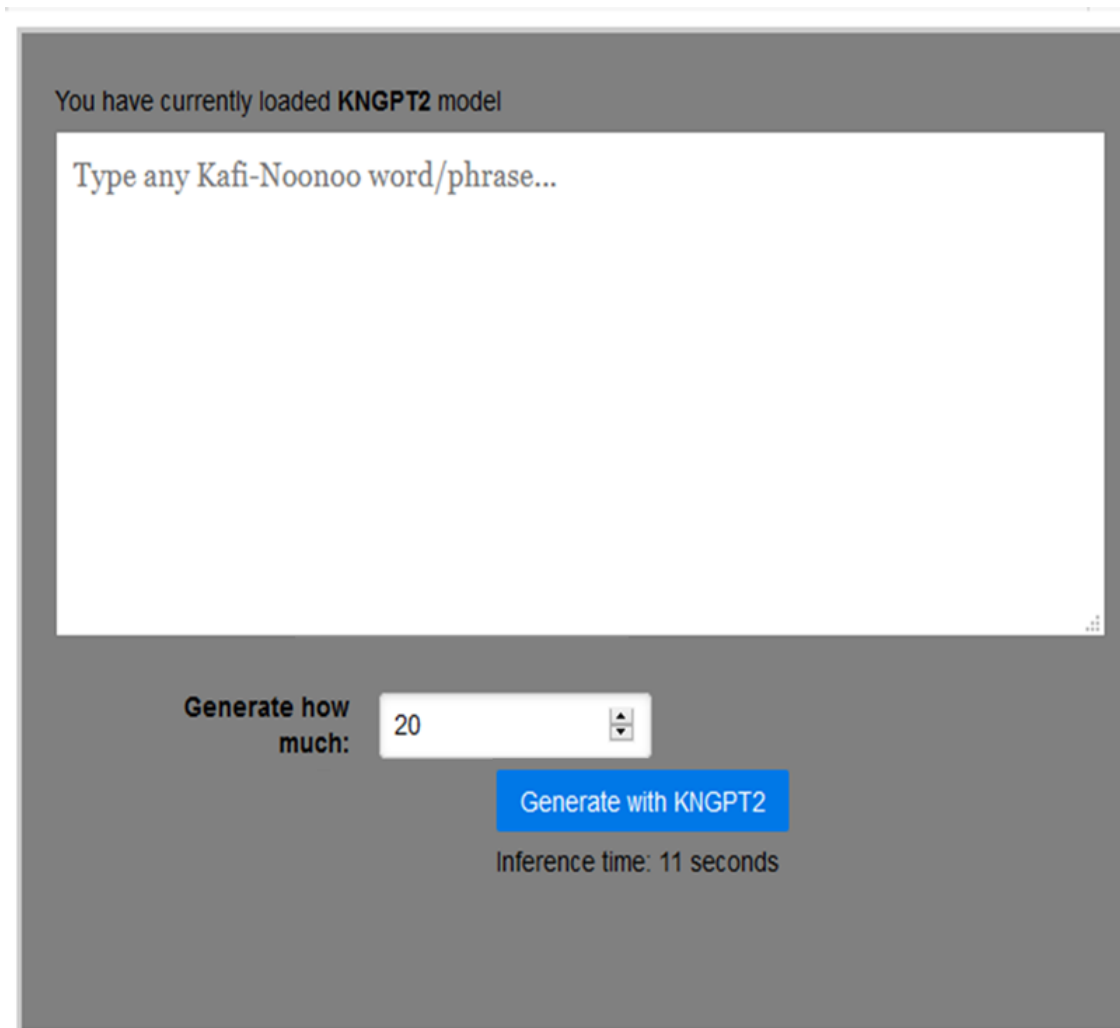 You have currently loaded KNGPT2 model
Type any Kafi-Noonoo word/phrase...
Generate how
much:
20
Generate with KNGPT2
Inference time: 11 seconds